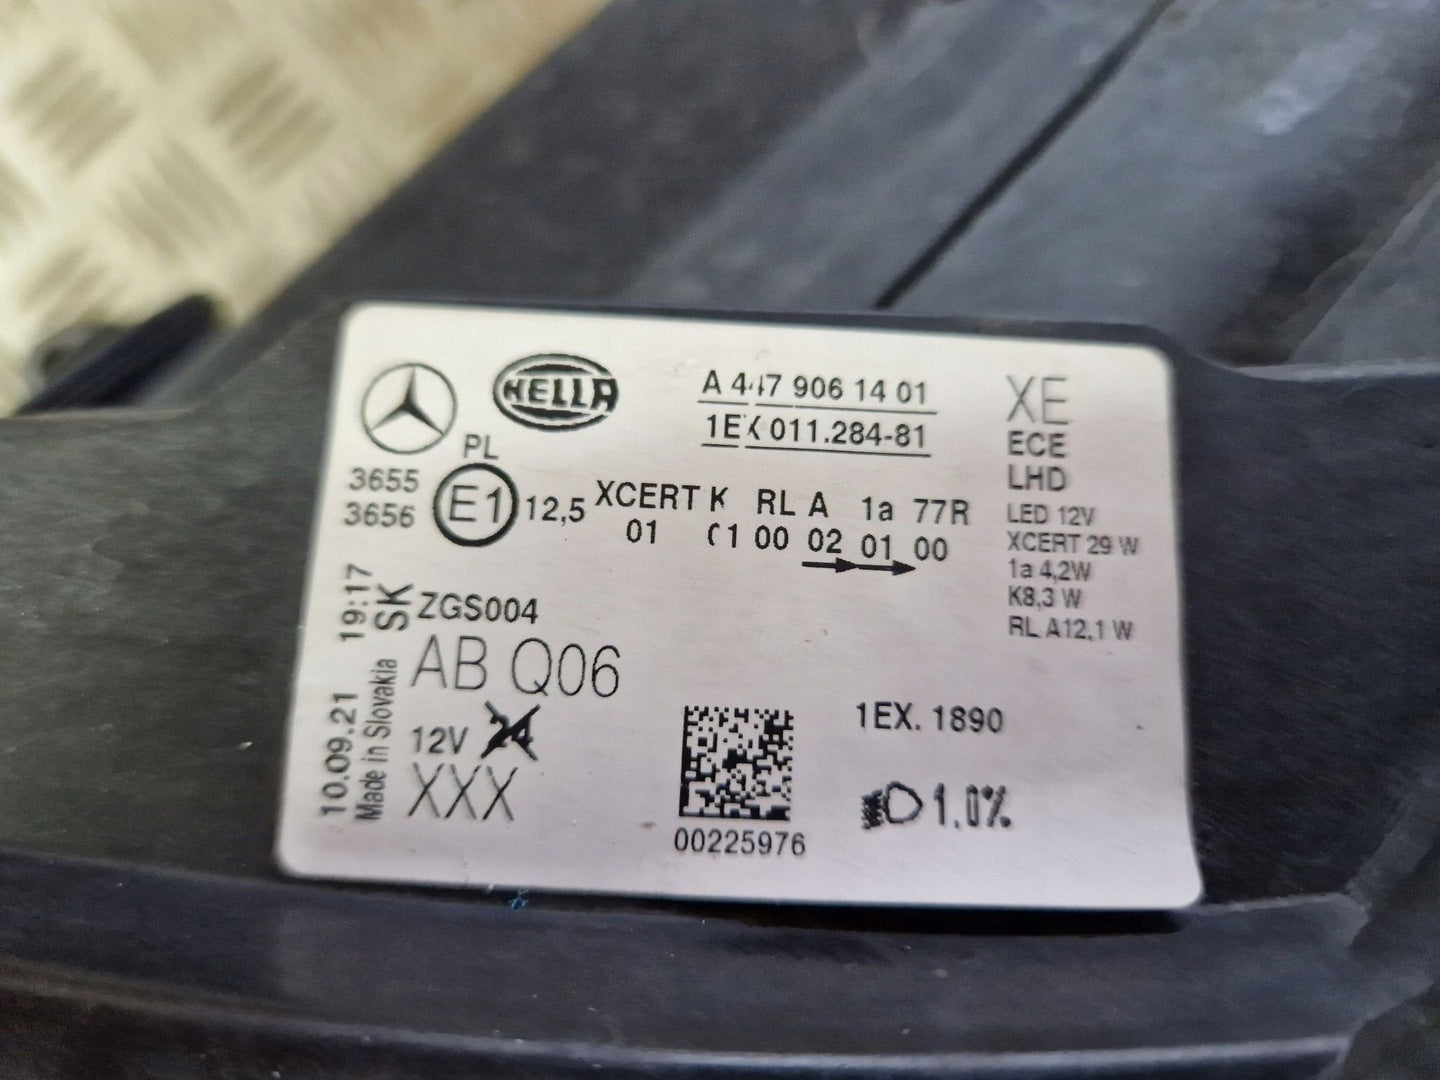 HELLA
A 447 906 14 01
1EX 011.284-81
XE
ECE
LHD
LED 12V
XCERT 29 W
1a 4,2W
K8,3 W
RL A12,1 W
PL
3655
3656
E1
12,5
XCERT K RL A 1a 77R
01 01 00 02 01 00
10.09.21 19:17
Made in Slovakia SK
ZGS004
AB Q06
12V 24
XXX
00225976
1EX. 1890
1.0%